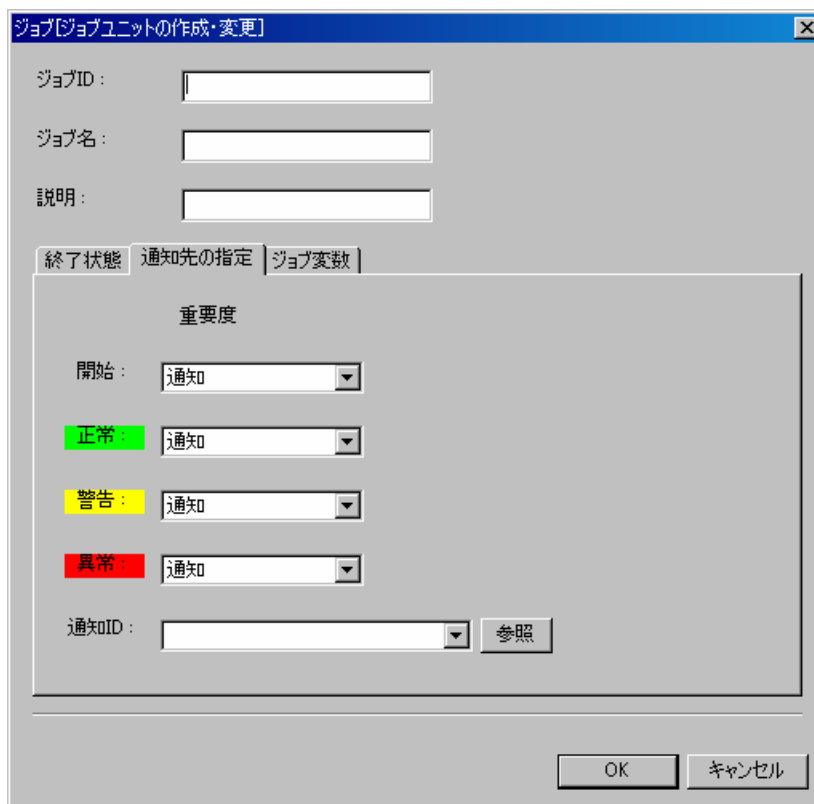 ジョブ[ジョブユニットの作成・変更]
ジョブID：
ジョブ名：
説明：
終了状態 通知先の指定 ジョブ変数
重要度
開始： 通知
正常： 通知
警告： 通知
異常： 通知
通知ID： 参照
OK キャンセル